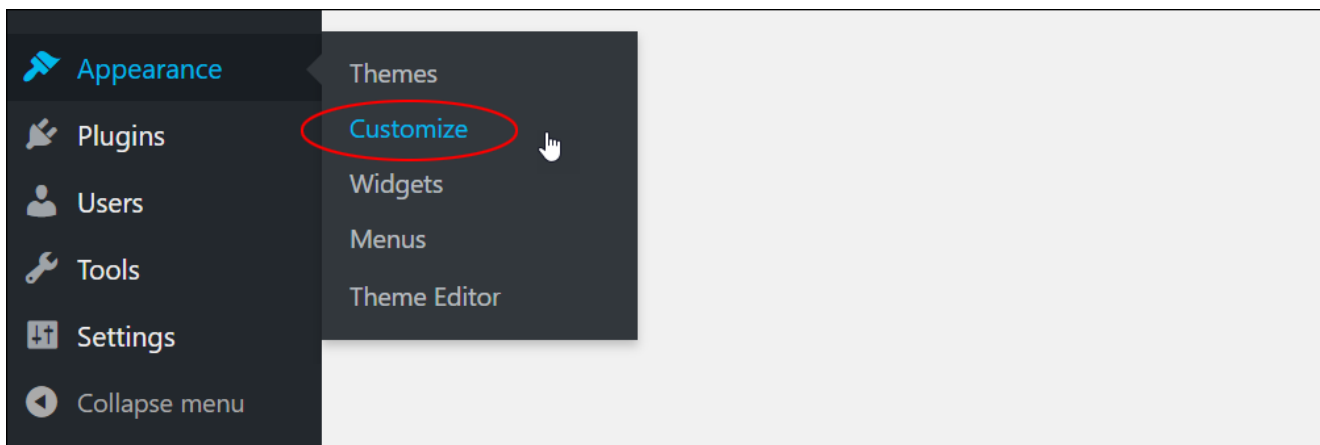 Appearance
Plugins
Users
Tools
Settings
Collapse menu
Themes
Customize
Widgets
Menus
Theme Editor